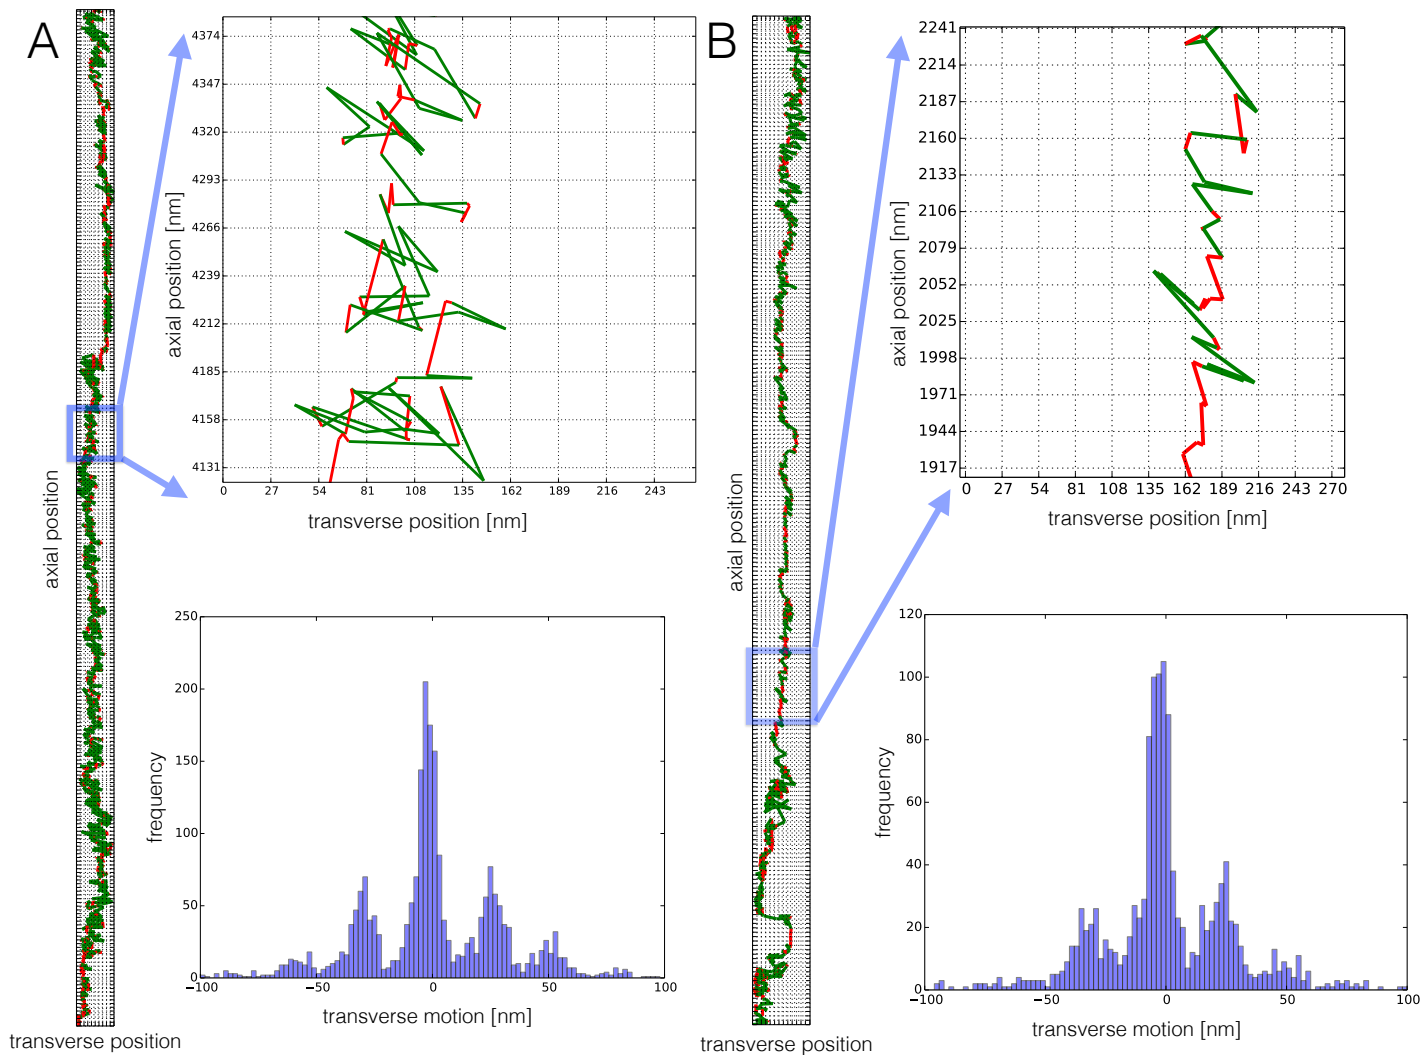 A
4374
4347
4320
4293
4266
4239
4212
4185
4158
4131
axial position [nm]
0 27 54 81 108 135 162 189 216 243
transverse position [nm]
axial position
250
200
150
100
50
0
frequency
−100 −50 0 50 100
transverse motion [nm]
transverse position
B
2241
2214
2187
2160
2133
2106
2079
2052
2025
1998
1971
1944
1917
axial position [nm]
0 27 54 81 108 135 162 189 216 243 270
transverse position [nm]
axial position
120
100
80
60
40
20
0
frequency
−100 −50 0 50 100
transverse motion [nm]
transverse position